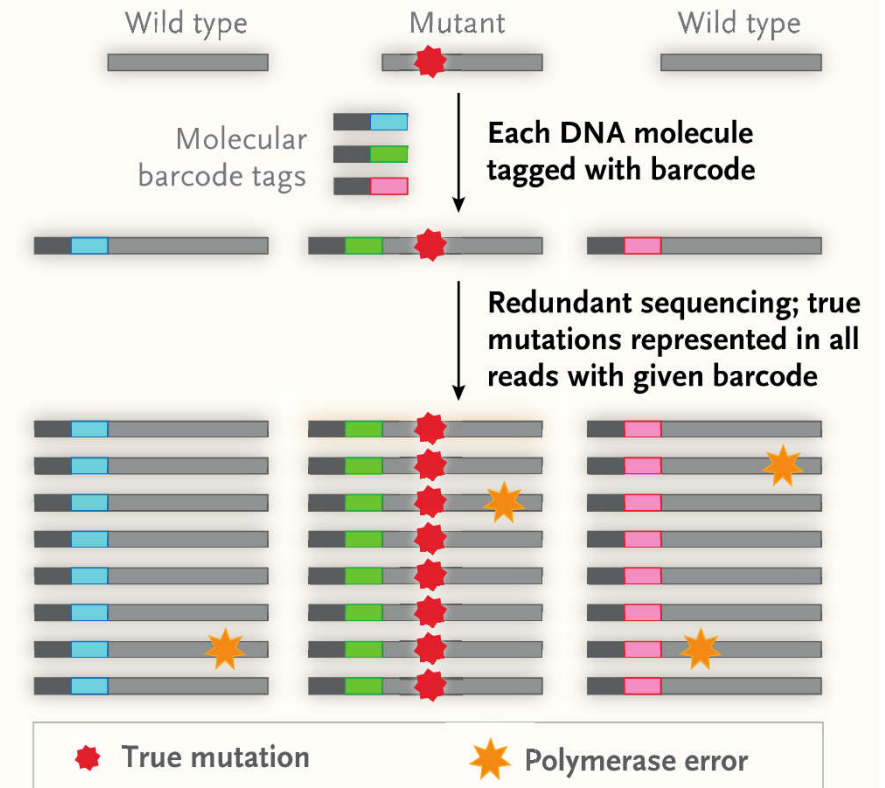 Wild type
Mutant
Wild type
Molecular
barcode tags
Each DNA molecule
tagged with barcode
Redundant sequencing; true
mutations represented in all
reads with given barcode
True mutation
Polymerase error